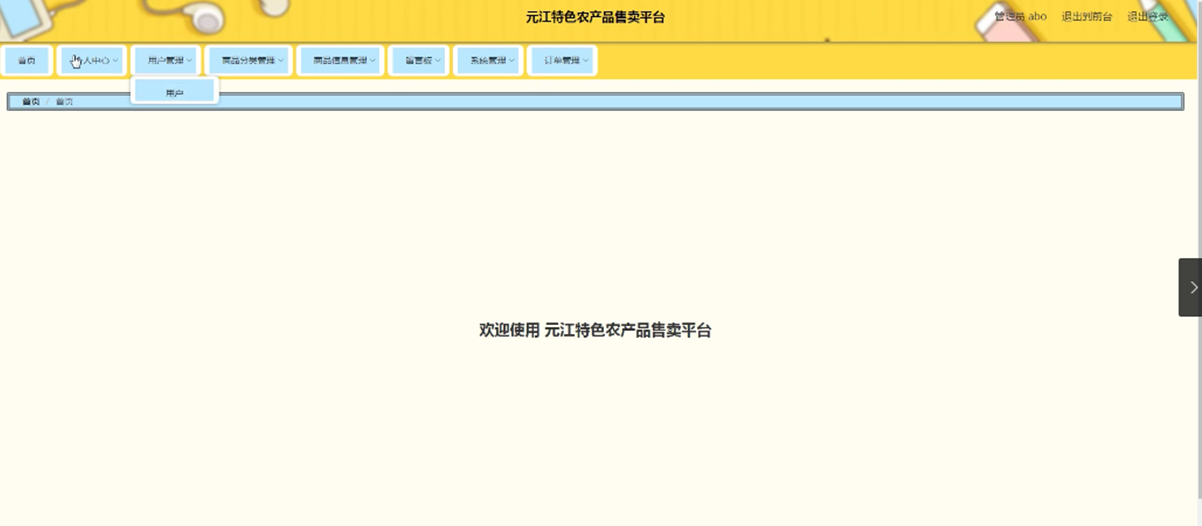 元江特色农产品售卖平台
管理员 abo 退出到前台 退出登录
首页 人中心 用户管理 商品分类管理 商品信息管理 留言板 系统管理 订单管理
用户
首页 / 首页
欢迎使用 元江特色农产品售卖平台